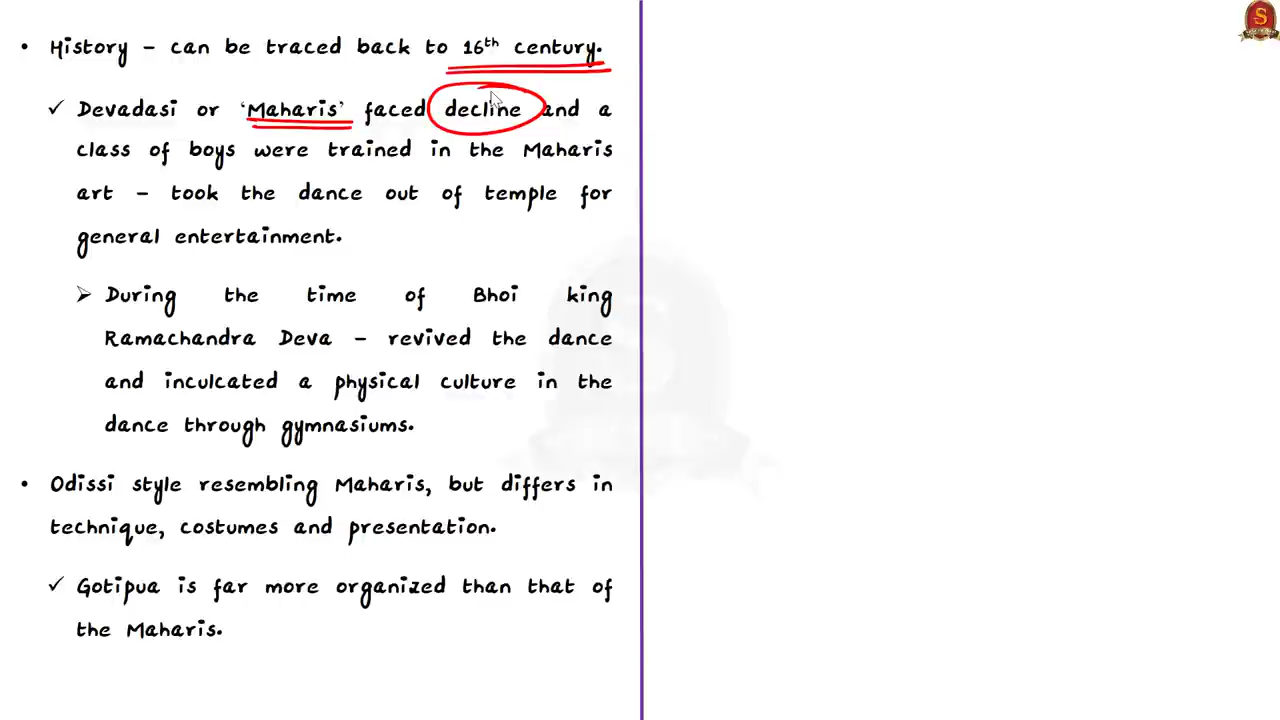 • History – can be traced back to 16th century.
✓ Devadasi or ‘Maharis’ faced decline and a
class of boys were trained in the Maharis
art – took the dance out of temple for
general entertainment.
➢ During the time of Bhoi king
Ramachandra Deva – revived the dance
and inculcated a physical culture in the
dance through gymnasiums.
• Odissi style resembling Maharis, but differs in
technique, costumes and presentation.
✓ Gotipua is far more organized than that of
the Maharis.
S